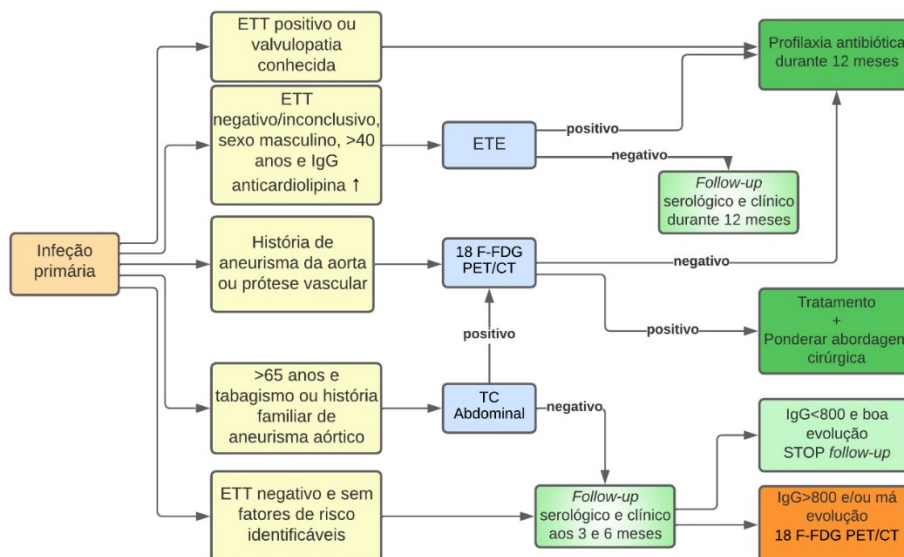 Infeção
primária
ETT positivo ou
valvulopatia
conhecida
Profilaxia antibiótica
durante 12 meses
ETT
negativo/inconclusivo,
sexo masculino, >40
anos e IgG
anticardiolipina ↑
ETE
positivo
negativo
Follow-up
serológico e clínico
durante 12 meses
História de
aneurisma da aorta
ou prótese vascular
18 F-FDG
PET/CT
negativo
positivo
Tratamento
+
Ponderar abordagem
cirúrgica
>65 anos e
tabagismo ou história
familiar de
aneurisma aórtico
positivo
TC
Abdominal
negativo
ETT negativo e sem
fatores de risco
identificáveis
Follow-up
serológico e clínico
aos 3 e 6 meses
IgG<800 e boa
evolução
STOP follow-up
IgG>800 e/ou má
evolução
18 F-FDG PET/CT